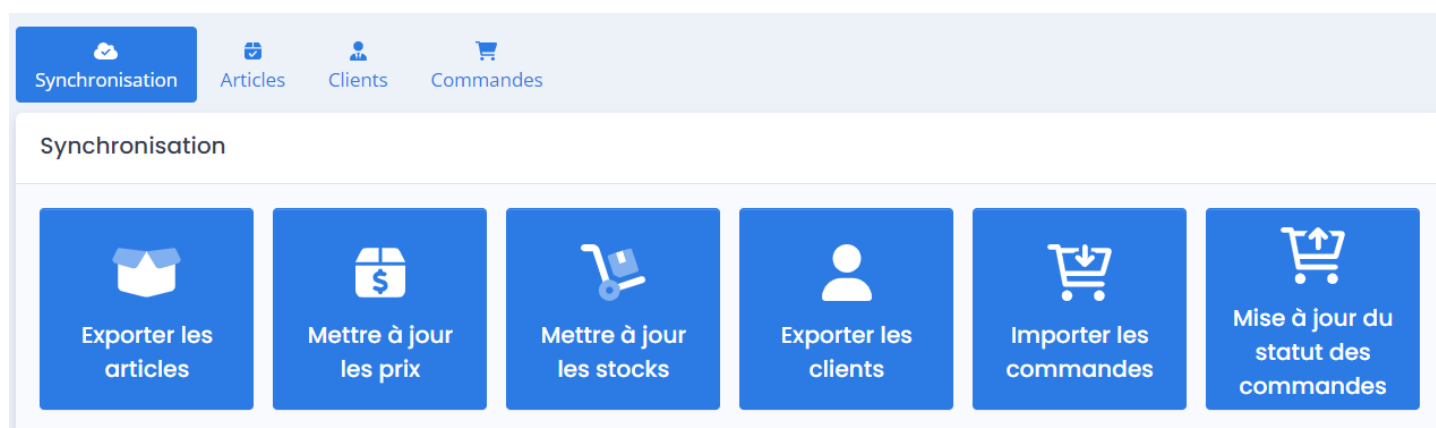 Synchronisation
Articles
Clients
Commandes
Synchronisation
Exporter les
articles
$
Mettre à jour
les prix
Mettre à jour
les stocks
Exporter les
clients
Importer les
commandes
Mise à jour du
statut des
commandes